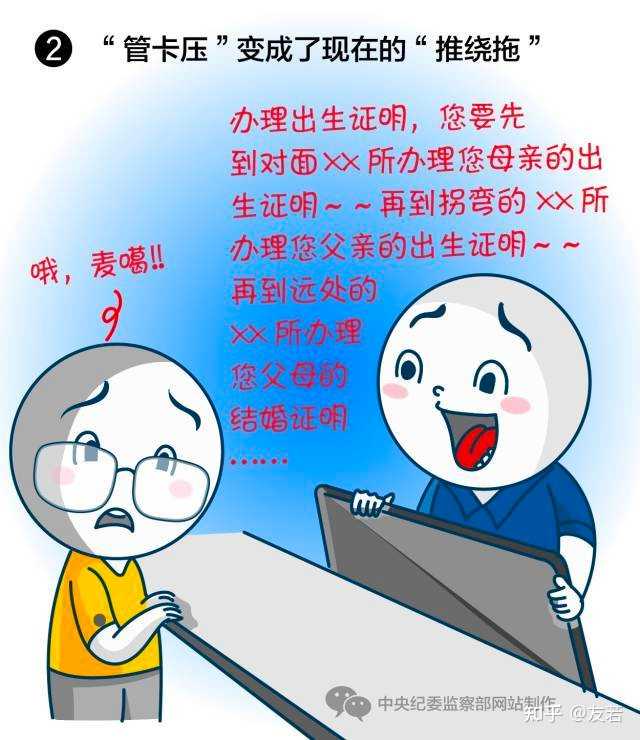 2 “管卡压”变成了现在的“推绕拖”
办理出生证明，您要先
到对面XX所办理您母亲的出
生证明~~再到拐弯的XX所
办理您父亲的出生证明~~
再到远处的
XX所办理
您父母的
结婚证明
……
哦，麦噶!!
中央纪委监察部网站制作
知乎 @友若